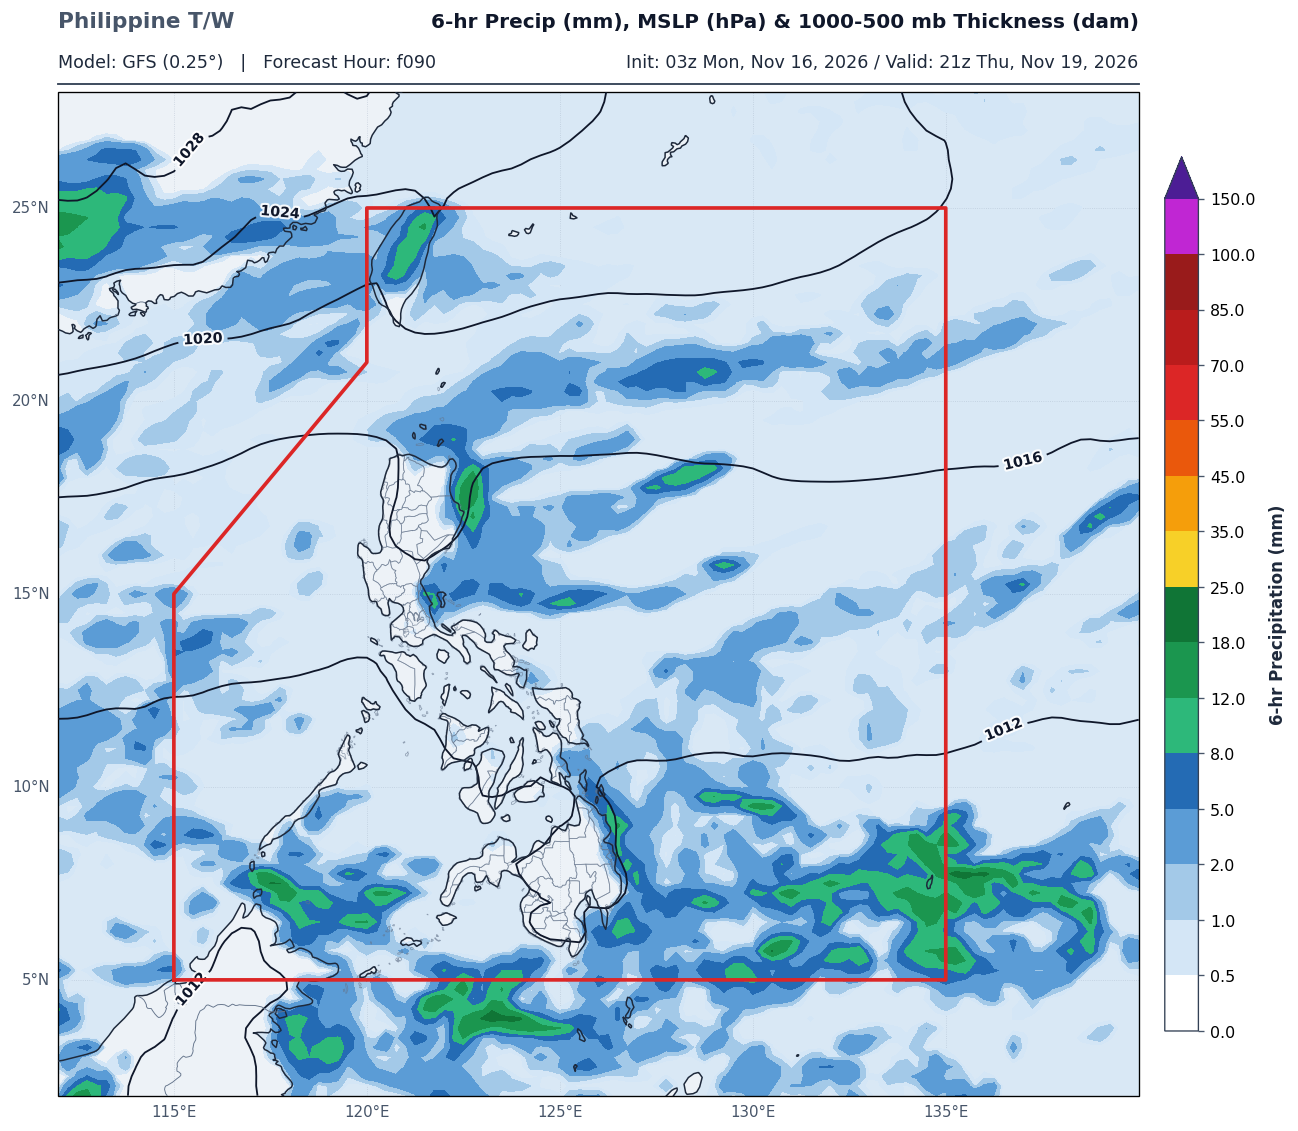 Philippine T/W
6-hr Precip (mm), MSLP (hPa) & 1000-500 mb Thickness (dam)
Model: GFS (0.25°) | Forecast Hour: f090
Init: 03z Mon, Nov 16, 2026 / Valid: 21z Thu, Nov 19, 2026
1028
1024
1020
1016
1012
1012
25°N
20°N
15°N
10°N
5°N
115°E
120°E
125°E
130°E
135°E
150.0
100.0
85.0
70.0
55.0
45.0
35.0
25.0
18.0
12.0
8.0
5.0
2.0
1.0
0.5
0.0
6-hr Precipitation (mm)